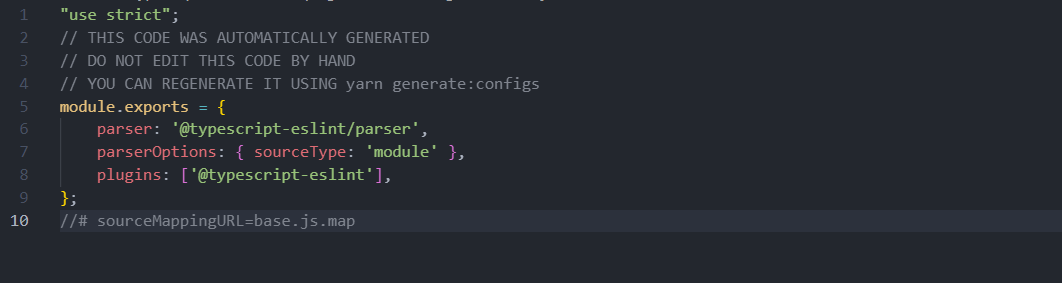 1 "use strict";
2 // THIS CODE WAS AUTOMATICALLY GENERATED
3 // DO NOT EDIT THIS CODE BY HAND
4 // YOU CAN REGENERATE IT USING yarn generate:configs
5 module.exports = {
6     parser: '@typescript-eslint/parser',
7     parserOptions: { sourceType: 'module' },
8     plugins: ['@typescript-eslint'],
9 };
10 //# sourceMappingURL=base.js.map